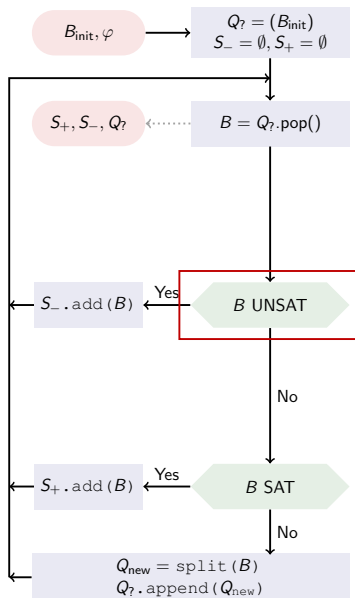 B_init, φ
Q_? = (B_init)
S_− = ∅, S_+ = ∅
S_+, S_−, Q_?
B = Q_?.pop()
S_−.add(B)
Yes
B UNSAT
No
S_+.add(B)
Yes
B SAT
No
Q_new = split(B)
Q_?.append(Q_new)